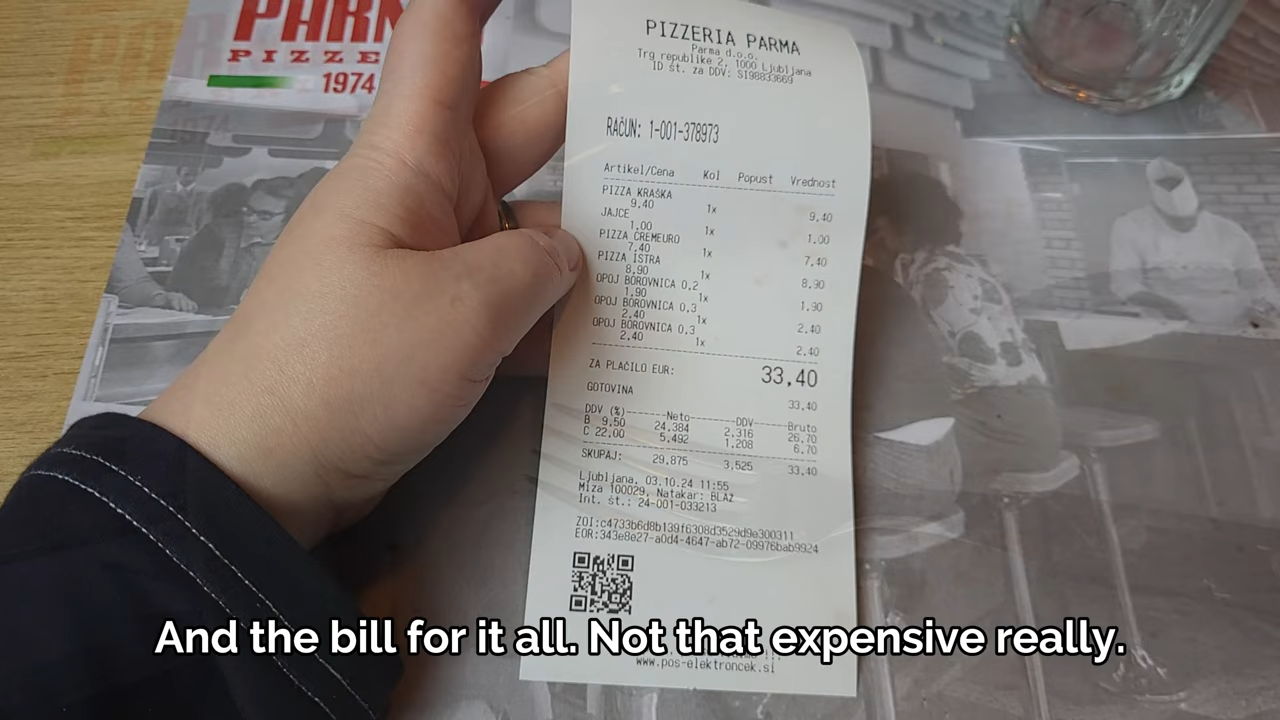 PARM
PIZZE
1974
PIZZERIA PARMA
Parma d.o.o.
Trg republike 2, 1000 Ljubljana
ID št. za DDV: SI98833669
RAČUN: 1-001-378973
Artikel/Cena Kol Popust Vrednost
PIZZA KRAŠKA
9,40 1x 9,40
JAJCE
1,00 1x 1,00
PIZZA CREMEURO
7,40 1x 7,40
PIZZA ISTRA
8,90 1x 8,90
OPOJ BOROVNICA 0,2
1,90 1x 1,90
OPOJ BOROVNICA 0,3
2,40 1x 2,40
OPOJ BOROVNICA 0,3
2,40 1x 2,40
ZA PLAČILO EUR: 33,40
GOTOVINA 33,40
DDV (%)------Neto------DDV-----Bruto
B 9,50 24,384 2,316 26,70
C 22,00 5,492 1,208 6,70
SKUPAJ: 29,875 3,525 33,40
Ljubljana, 03.10.24 11:55
Miza 100029, Natakar: BLAŽ
Int. št.: 24-001-033213
ZOI:c4733b6d8b139f6308d3529d9e300311
EOR:343e8e27-a0d4-4647-ab72-09976bab9924
And the bill for it all. Not that expensive really.
www.pos-elektroncek.si